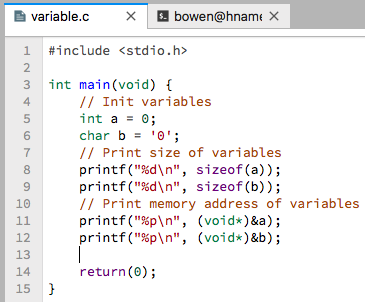 variable.c
bowen@hname
1 #include <stdio.h>
2
3 int main(void) {
4     // Init variables
5     int a = 0;
6     char b = '0';
7     // Print size of variables
8     printf("%d\n", sizeof(a));
9     printf("%d\n", sizeof(b));
10     // Print memory address of variables
11     printf("%p\n", (void*)&a);
12     printf("%p\n", (void*)&b);
13
14     return(0);
15 }